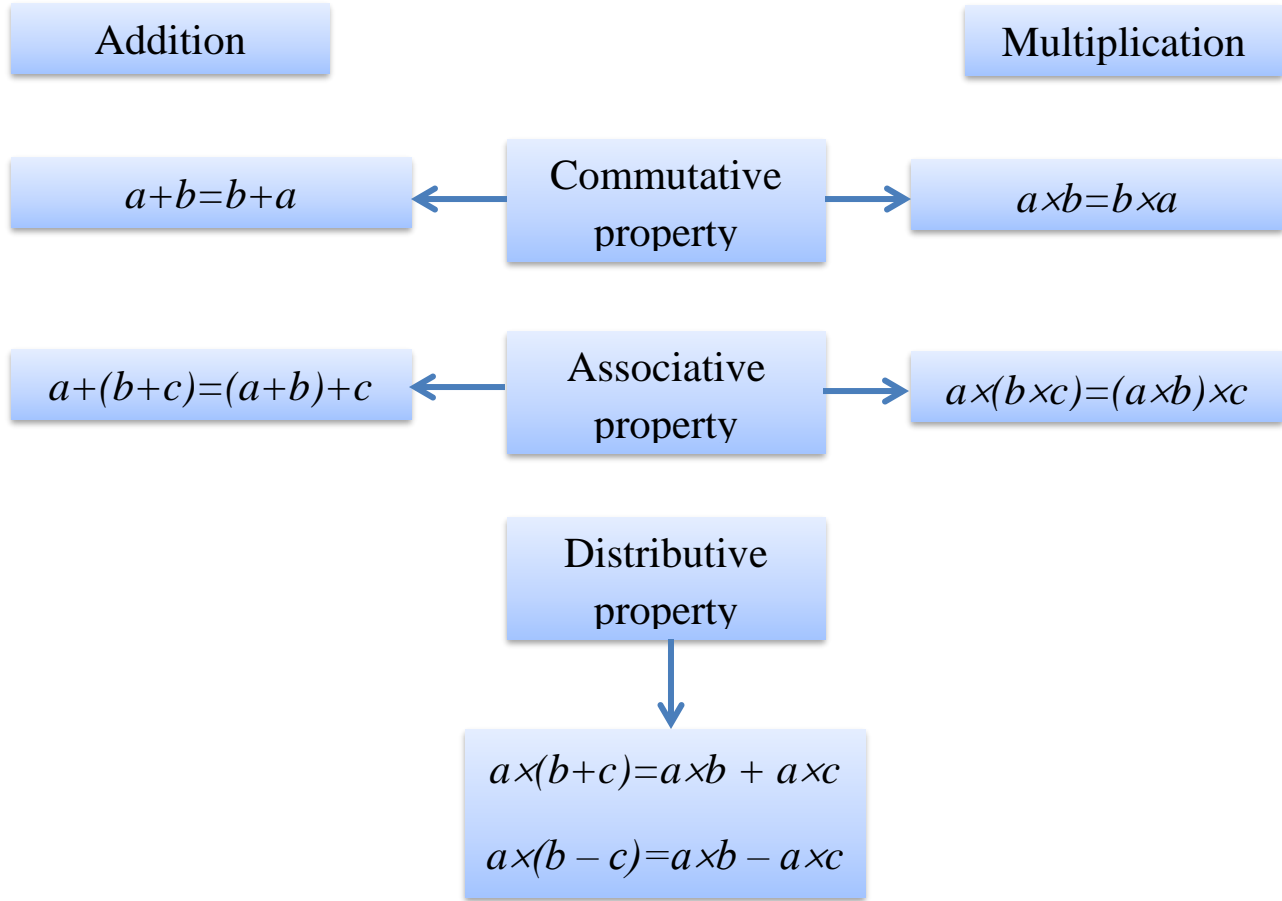 Addition
Multiplication
a+b=b+a
Commutative
property
a×b=b×a
a+(b+c)=(a+b)+c
Associative
property
a×(b×c)=(a×b)×c
Distributive
property
a×(b+c)=a×b + a×c
a×(b – c)=a×b – a×c